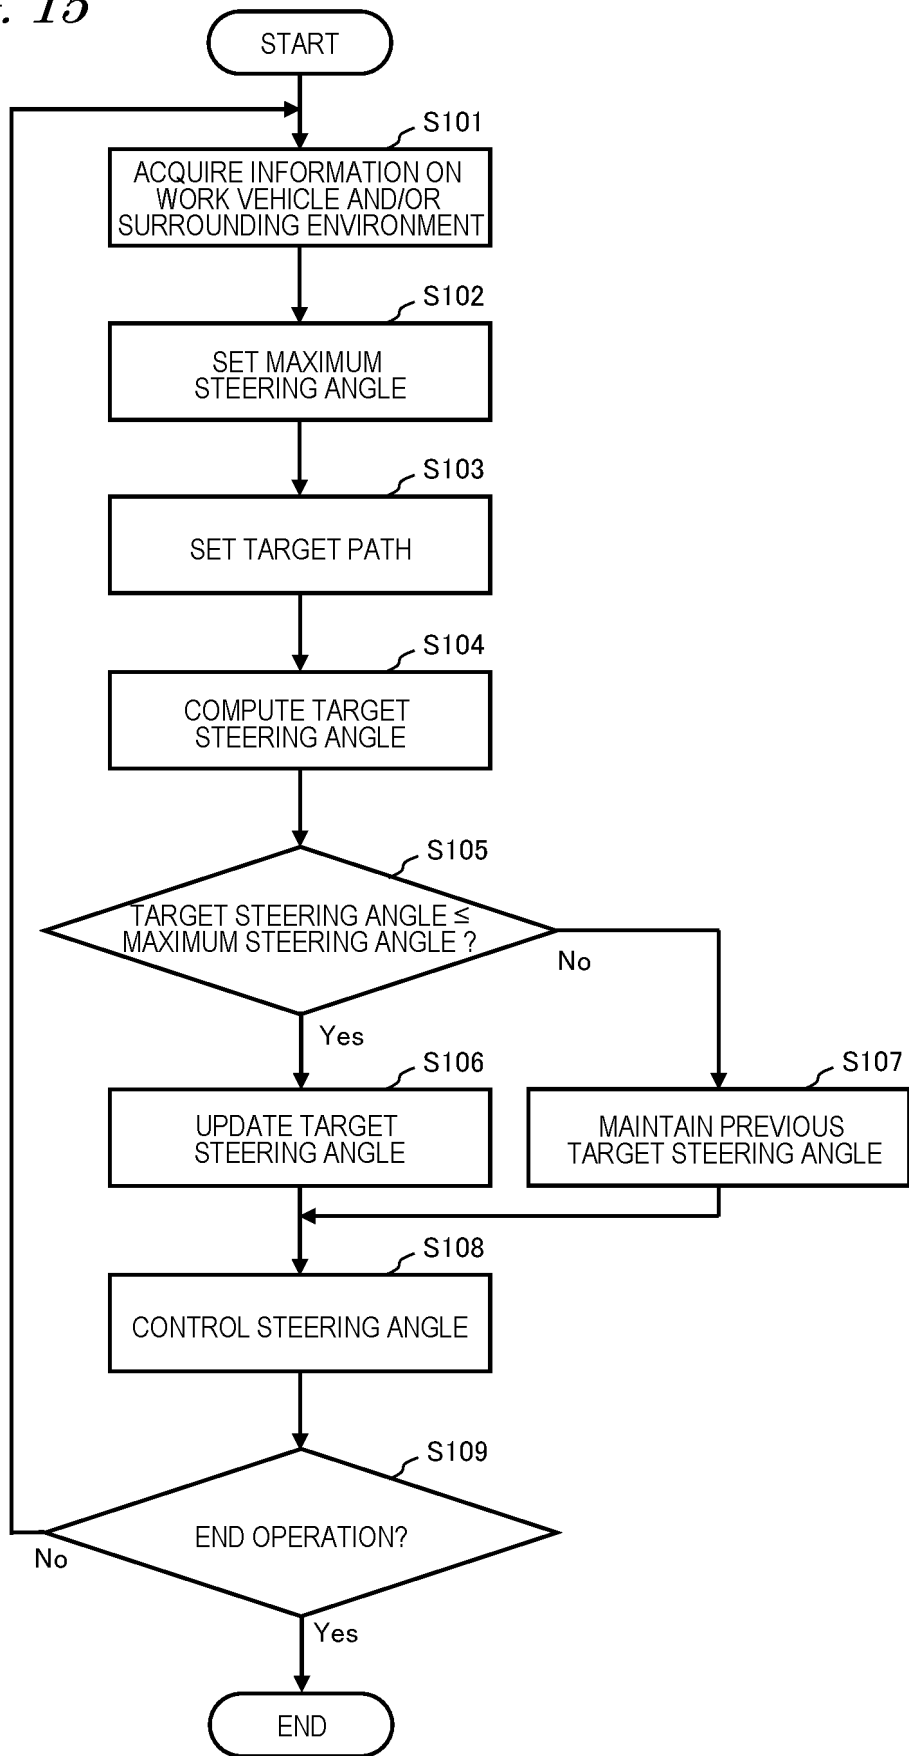 . 15
START
S101
ACQUIRE INFORMATION ON
WORK VEHICLE AND/OR
SURROUNDING ENVIRONMENT
S102
SET MAXIMUM
STEERING ANGLE
S103
SET TARGET PATH
S104
COMPUTE TARGET
STEERING ANGLE
S105
TARGET STEERING ANGLE ≤
MAXIMUM STEERING ANGLE ?
No
Yes
S106
UPDATE TARGET
STEERING ANGLE
S107
MAINTAIN PREVIOUS
TARGET STEERING ANGLE
S108
CONTROL STEERING ANGLE
S109
END OPERATION?
No
Yes
END